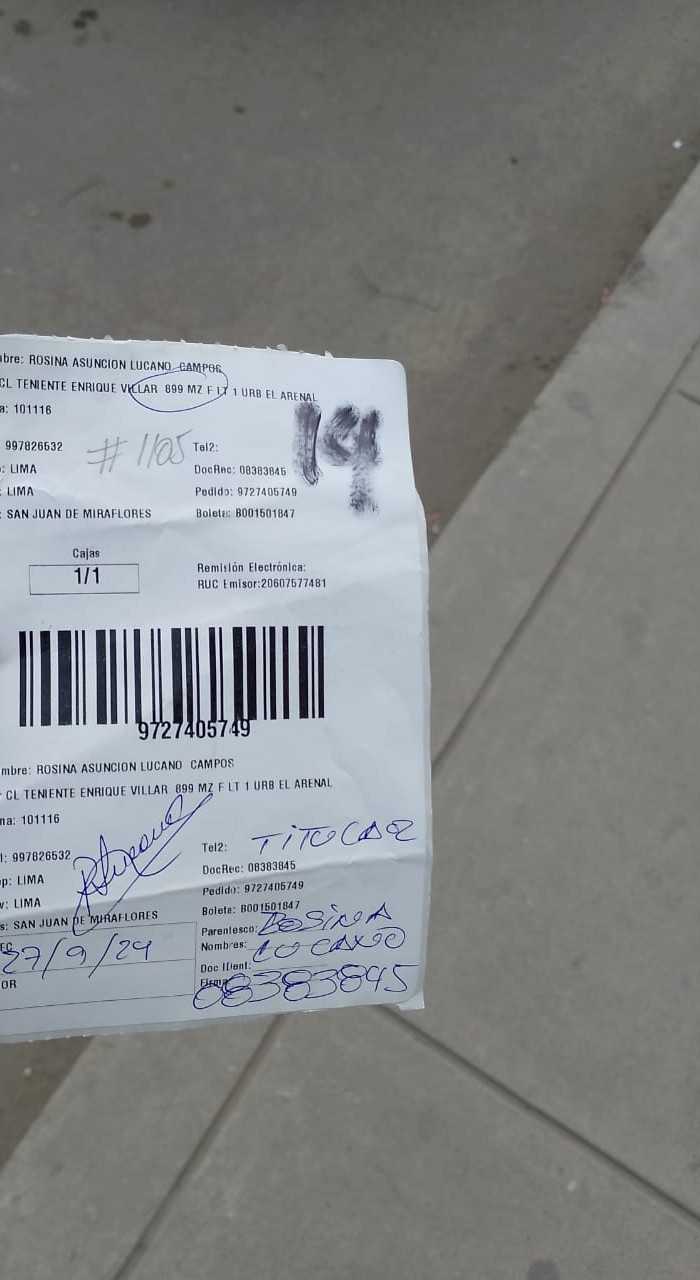 bre: ROSINA ASUNCION LUCANO CAMPOS
CL TENIENTE ENRIQUE VILLAR 899 MZ F LT 1 URB EL ARENAL
a: 101116
14
997826532
#1105
Tel2:
: LIMA
DocRec: 08383845
: LIMA
Pedido: 9727405749
: SAN JUAN DE MIRAFLORES
Boleta: B001501847
Cajas
1/1
Remisión Electrónica:
RUC Emisor:20607577481
9727405749
mbre: ROSINA ASUNCION LUCANO CAMPOS
CL TENIENTE ENRIQUE VILLAR 899 MZ F LT 1 URB EL ARENAL
na: 101116
: 997826532
Tel2:
p: LIMA
DocRec: 08383845
v: LIMA
Pedido: 9727405749
s: SAN JUAN DE MIRAFLORES
Boleta: B001501847
Parentesco:
ROSINA
27/9/24
Nombres:
OR
Doc Ident:
Firma
08383845